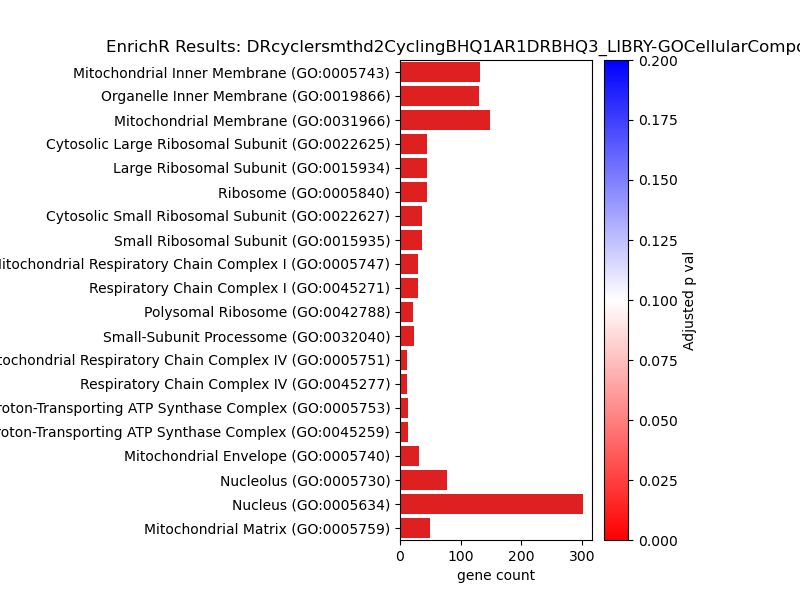 EnrichR Results: DRcyclersmthd2CyclingBHQ1AR1DRBHQ3_LIBRY-GOCellularCompo
Mitochondrial Inner Membrane (GO:0005743)
Organelle Inner Membrane (GO:0019866)
Mitochondrial Membrane (GO:0031966)
Cytosolic Large Ribosomal Subunit (GO:0022625)
Large Ribosomal Subunit (GO:0015934)
Ribosome (GO:0005840)
Cytosolic Small Ribosomal Subunit (GO:0022627)
Small Ribosomal Subunit (GO:0015935)
itochondrial Respiratory Chain Complex I (GO:0005747)
Respiratory Chain Complex I (GO:0045271)
Polysomal Ribosome (GO:0042788)
Small-Subunit Processome (GO:0032040)
tochondrial Respiratory Chain Complex IV (GO:0005751)
Respiratory Chain Complex IV (GO:0045277)
roton-Transporting ATP Synthase Complex (GO:0005753)
roton-Transporting ATP Synthase Complex (GO:0045259)
Mitochondrial Envelope (GO:0005740)
Nucleolus (GO:0005730)
Nucleus (GO:0005634)
Mitochondrial Matrix (GO:0005759)
0 100 200 300
gene count
0.200
0.175
0.150
0.125
0.100
0.075
0.050
0.025
0.000
Adjusted p val